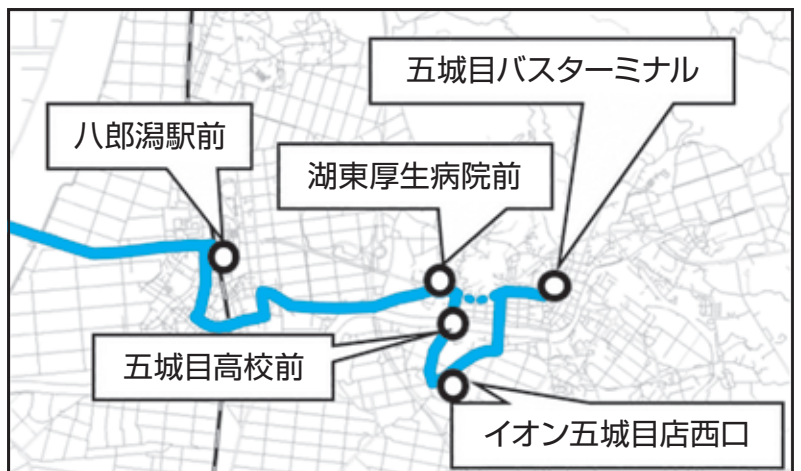 五城目バスターミナル
八郎潟駅前
湖東厚生病院前
五城目高校前
イオン五城目店西口